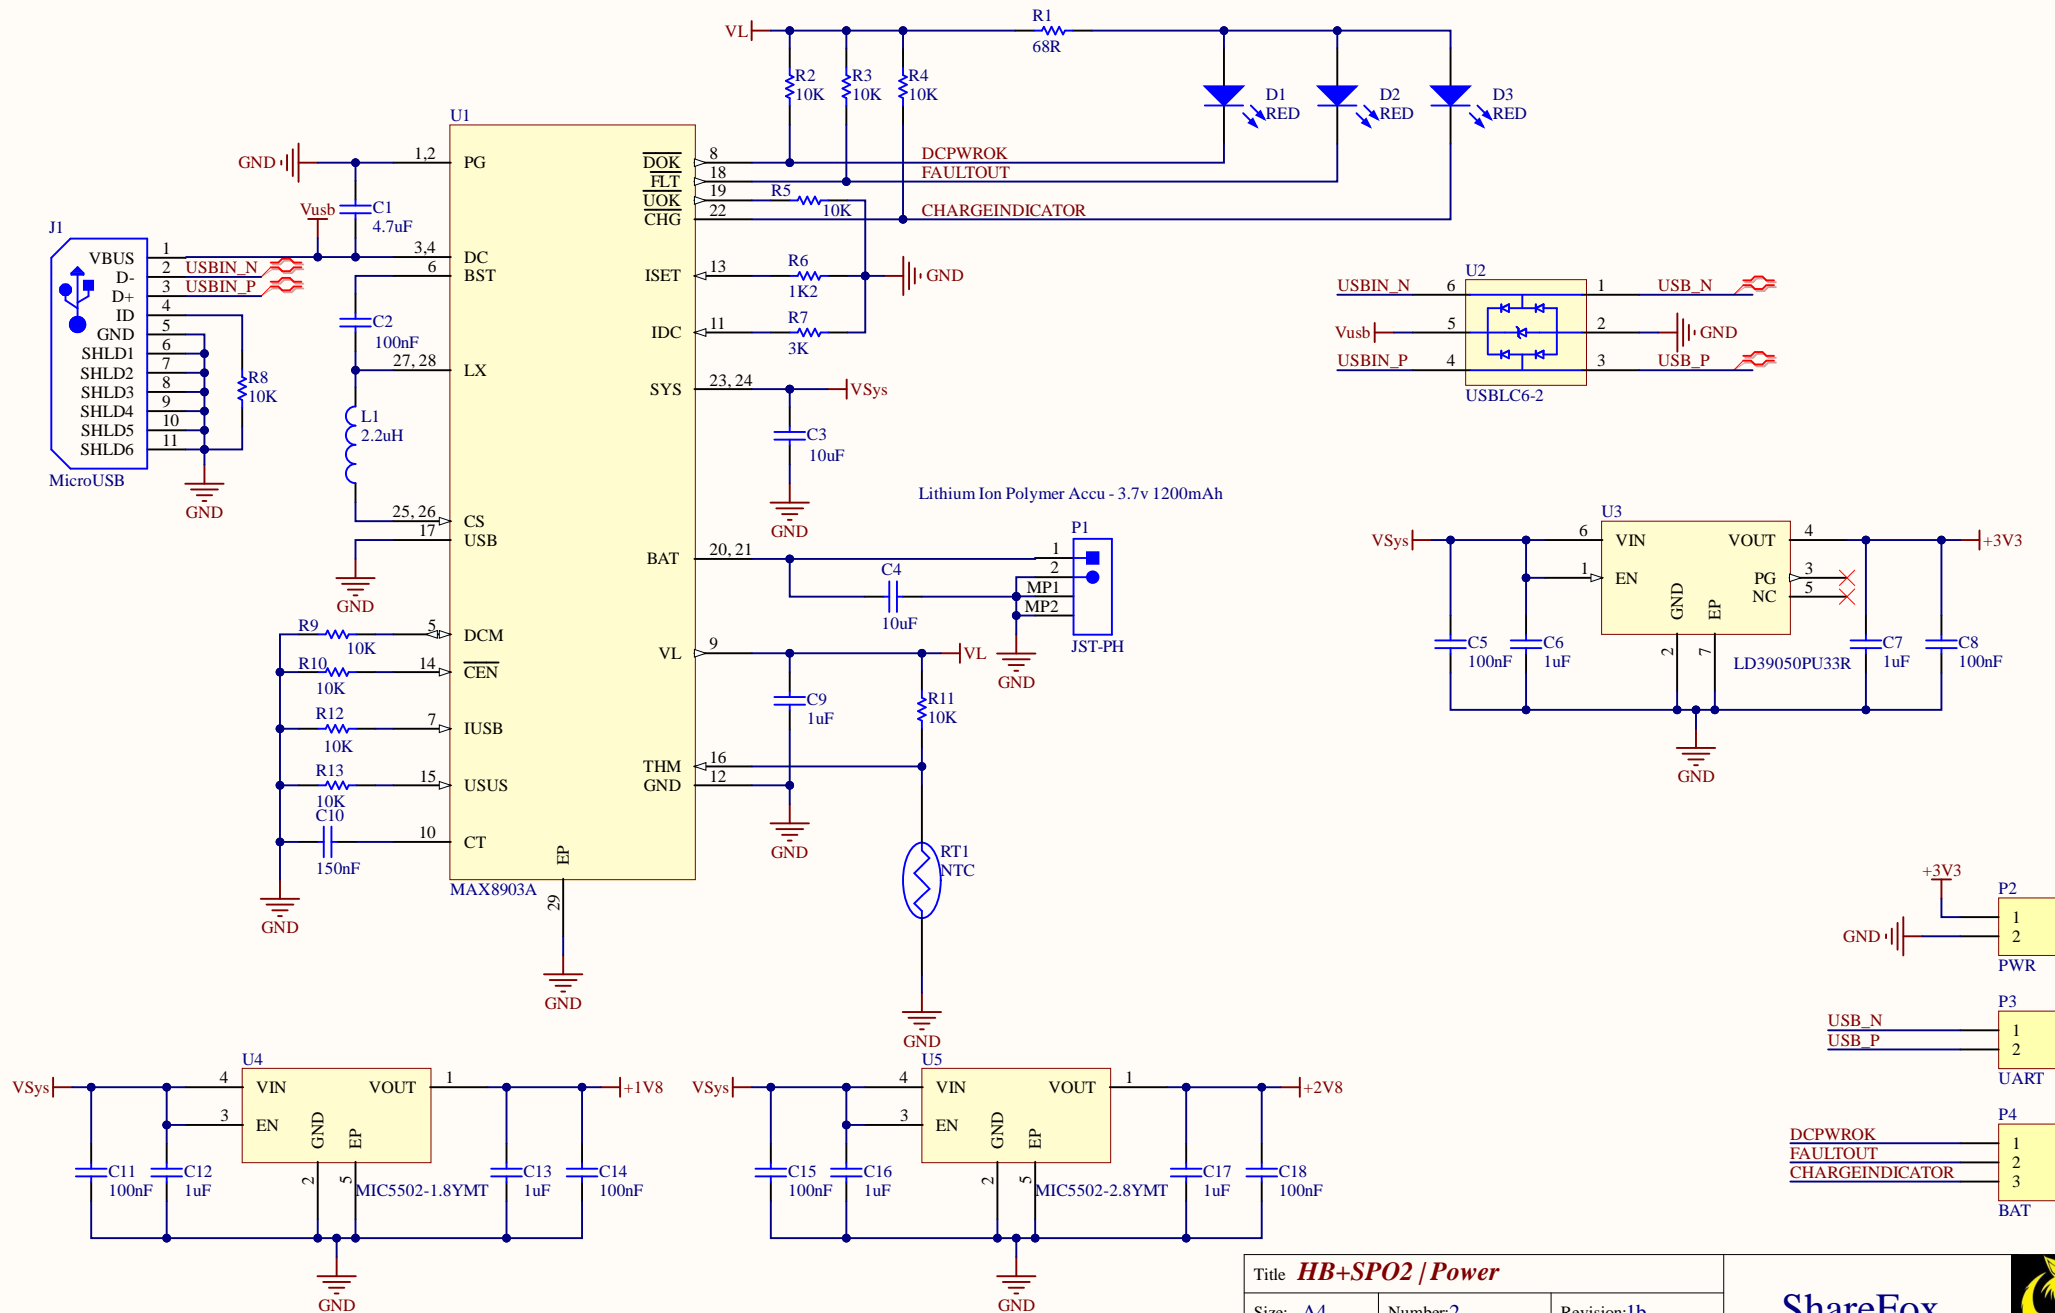 VL
R1
68R
R2
10K
R3
10K
R4
10K
D1
RED
D2
RED
D3
RED
U1
GND
1,2
PG
DOK
8
DCPWROK
FLT
18
FAULTOUT
UOK
19
R5
10K
CHG
22
CHARGEINDICATOR
Vusb
C1
4.7uF
J1
VBUS
1
D-
2
USBIN_N
D+
3
USBIN_P
ID
4
GND
5
SHLD1
6
SHLD2
7
SHLD3
8
SHLD4
9
SHLD5
10
SHLD6
11
MicroUSB
R8
10K
GND
3,4
DC
6
BST
C2
100nF
27, 28
LX
L1
2.2uH
25, 26
CS
17
USB
GND
ISET
13
R6
1K2
GND
IDC
11
R7
3K
SYS
23, 24
VSys
C3
10uF
GND
U2
USBIN_N
6
1
USB_N
Vusb
5
2
GND
USBIN_P
4
3
USB_P
USBLC6-2
Lithium Ion Polymer Accu - 3.7v 1200mAh
BAT
20, 21
P1
1
2
MP1
MP2
JST-PH
C4
10uF
GND
U3
VSys
6
VIN
VOUT
4
+3V3
1
EN
PG
3
NC
5
GND
EP
2
7
LD39050PU33R
C5
100nF
C6
1uF
C7
1uF
C8
100nF
GND
R9
10K
5
DCM
R10
10K
14
CEN
R12
10K
7
IUSB
R13
10K
15
USUS
C10
150nF
10
CT
GND
VL
9
VL
C9
1uF
R11
10K
THM
16
GND
12
GND
RT1
NTC
GND
EP
29
MAX8903A
GND
+3V3
P2
GND
1
2
PWR
P3
USB_N
1
USB_P
2
UART
P4
DCPWROK
1
FAULTOUT
2
CHARGEINDICATOR
3
BAT
U4
VSys
4
VIN
VOUT
1
+1V8
3
EN
GND
EP
2
5
MIC5502-1.8YMT
C11
100nF
C12
1uF
C13
1uF
C14
100nF
GND
U5
VSys
4
VIN
VOUT
1
+2V8
3
EN
GND
EP
2
5
MIC5502-2.8YMT
C15
100nF
C16
1uF
C17
1uF
C18
100nF
GND
Title HB+SPO2 / Power
Size: A4
Number:2
Revision:1b
ShareFox